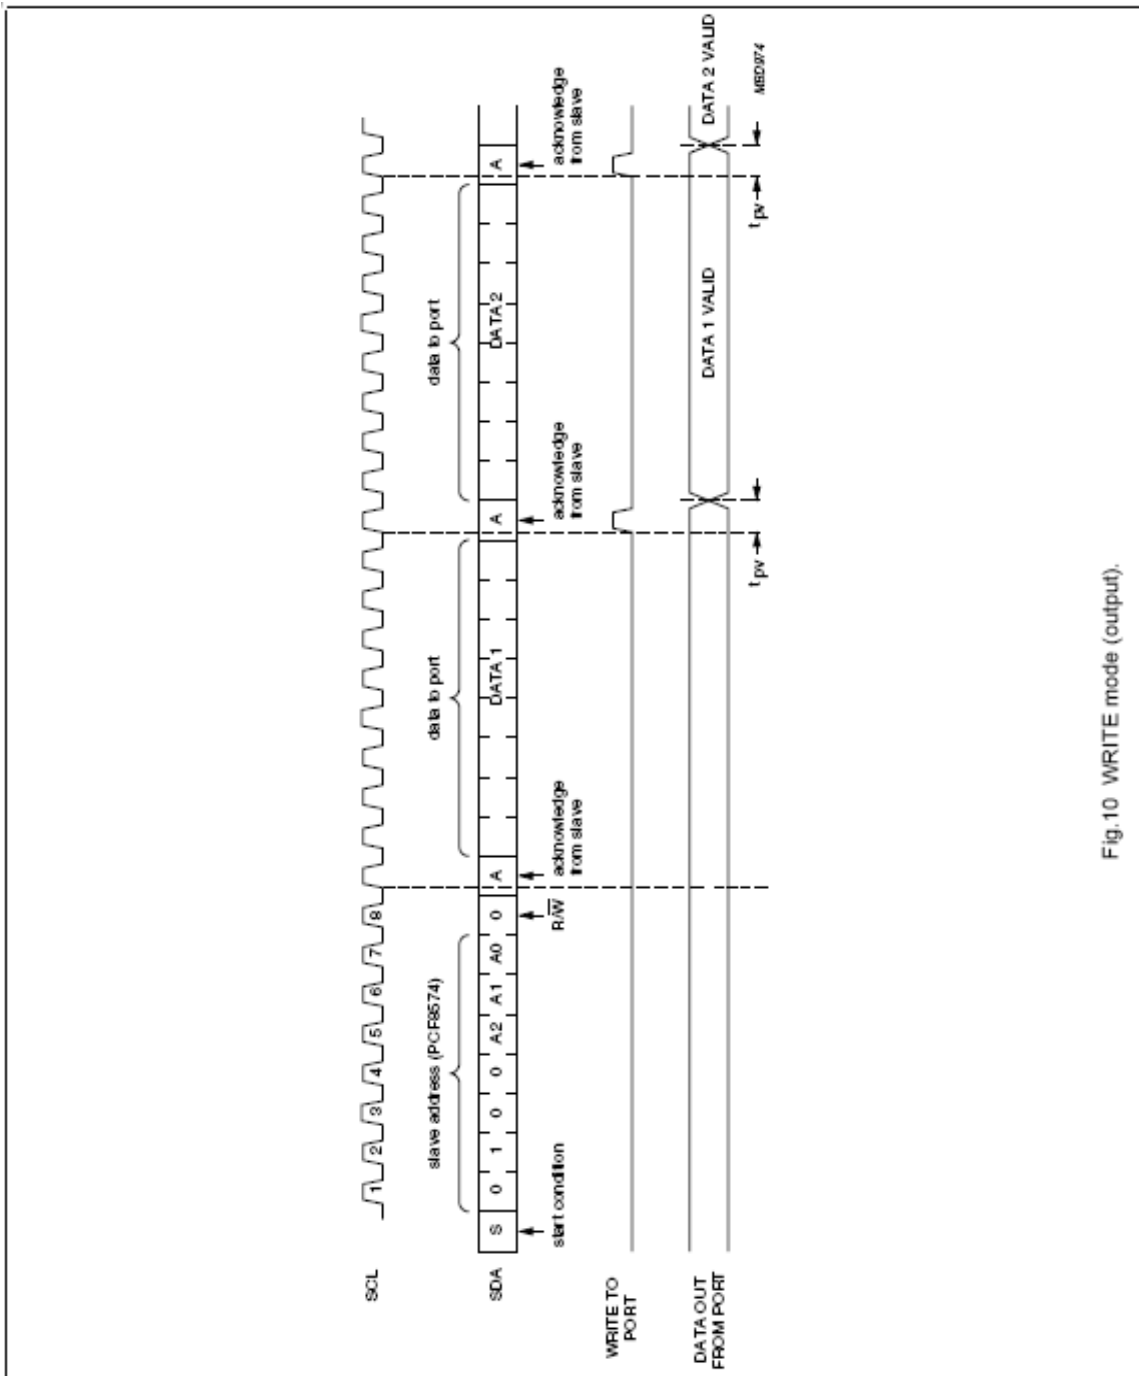 SCL
1 2 3 4 5 6 7 8
slave address (PCF8574)
data to port
data to port
SDA
S 0 1 0 0 A2 A1 A0 0 A DATA 1 A DATA 2 A
start condition
R/W
acknowledge
from slave
acknowledge
from slave
acknowledge
from slave
WRITE TO
PORT
DATA OUT
FROM PORT
DATA 1 VALID
DATA 2 VALID
t pv
t pv
MBD974
Fig.10 WRITE mode (output).